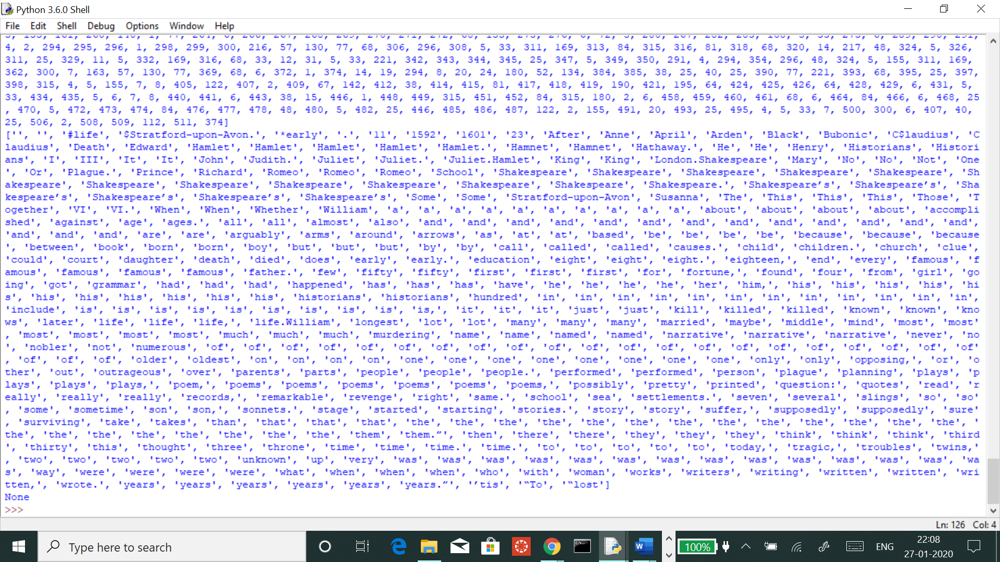 Python 3.6.0 Shell
File Edit Shell Debug Options Window Help
4, 2, 294, 295, 296, 1, 298, 299, 300, 216, 57, 130, 77, 68, 306, 296, 308, 5, 33, 311, 169, 313, 84, 315, 316, 81, 318, 68, 320, 14, 217, 48, 324, 5, 326,
311, 25, 329, 11, 5, 332, 169, 316, 68, 33, 12, 31, 5, 33, 221, 342, 343, 344, 345, 25, 347, 5, 349, 350, 291, 4, 294, 354, 296, 48, 324, 5, 155, 311, 169,
362, 300, 7, 163, 57, 130, 77, 369, 68, 6, 372, 1, 374, 14, 19, 294, 8, 20, 24, 180, 52, 134, 384, 385, 38, 25, 40, 25, 390, 77, 221, 393, 68, 395, 25, 397,
398, 315, 4, 5, 155, 7, 8, 405, 122, 407, 2, 409, 67, 142, 412, 38, 414, 415, 81, 417, 418, 419, 190, 421, 195, 64, 424, 425, 426, 64, 428, 429, 6, 431, 5,
33, 434, 435, 5, 6, 7, 8, 440, 441, 6, 443, 38, 15, 446, 1, 448, 449, 315, 451, 452, 84, 315, 180, 2, 6, 458, 459, 460, 461, 68, 6, 464, 84, 466, 6, 468, 25
, 470, 5, 472, 473, 474, 84, 476, 477, 478, 48, 480, 5, 482, 25, 446, 485, 486, 487, 122, 2, 155, 491, 20, 493, 25, 495, 4, 5, 33, 7, 500, 300, 6, 407, 40,
25, 506, 2, 508, 509, 112, 511, 374]
['', '', '#life', '$Stratford-upon-Avon.', '*early', '.', '11', '1592', '1601', '23', 'After', 'Anne', 'April', 'Arden', 'Black', 'Bubonic', 'C$laudius', 'C
laudius', 'Death', 'Edward', 'Hamlet', 'Hamlet', 'Hamlet', 'Hamlet', 'Hamlet.', 'Hamnet', 'Hamnet', 'Hathaway.', 'He', 'He', 'Henry', 'Historians', 'Histori
ans', 'I', 'III', 'It', 'It', 'John', 'Judith.', 'Juliet', 'Juliet.', 'Juliet.Hamlet', 'King', 'King', 'London.Shakespeare', 'Mary', 'No', 'No', 'Not', 'One
', 'Or', 'Plague.', 'Prince', 'Richard', 'Romeo', 'Romeo', 'Romeo', 'School', 'Shakespeare', 'Shakespeare', 'Shakespeare', 'Shakespeare', 'Shakespeare', 'Sh
akespeare', 'Shakespeare', 'Shakespeare', 'Shakespeare', 'Shakespeare', 'Shakespeare', 'Shakespeare', 'Shakespeare.', 'Shakespeare’s', 'Shakespeare’s', 'Sha
kespeare’s', 'Shakespeare’s', 'Shakespeare’s', 'Shakespeare’s', 'Some', 'Some', 'Stratford-upon-Avon', 'Susanna', 'The', 'This', 'This', 'This', 'Those', 'T
ogether', 'VI', 'VI.', 'When', 'When', 'Whether', 'William', 'a', 'a', 'a', 'a', 'a', 'a', 'a', 'a', 'a', 'a', 'about', 'about', 'about', 'about', 'accompli
shed', 'against', 'age', 'ages.', 'all', 'all', 'almost', 'also', 'and', 'and', 'and', 'and', 'and', 'and', 'and', 'and', 'and', 'and', 'and', 'and', 'and',
'and', 'and', 'and', 'are', 'are', 'arguably', 'arms', 'around', 'arrows', 'as', 'at', 'at', 'based', 'be', 'be', 'be', 'be', 'because', 'because', 'because
', 'between', 'book', 'born', 'born', 'boy', 'but', 'but', 'but', 'by', 'by', 'call', 'called', 'called', 'causes.', 'child', 'children.', 'church', 'clue',
'could', 'court', 'daughter', 'death', 'died', 'does', 'early', 'early.', 'education', 'eight', 'eight', 'eight.', 'eighteen,', 'end', 'every', 'famous', 'f
amous', 'famous', 'famous', 'famous', 'father.', 'few', 'fifty', 'fifty', 'first', 'first', 'first', 'for', 'fortune,', 'found', 'four', 'from', 'girl', 'go
ing', 'got', 'grammar', 'had', 'had', 'had', 'happened', 'has', 'has', 'has', 'have', 'he', 'he', 'he', 'he', 'her', 'him,', 'his', 'his', 'his', 'his', 'hi
s', 'his', 'his', 'his', 'his', 'his', 'his', 'his', 'historians', 'historians', 'hundred', 'in', 'in', 'in', 'in', 'in', 'in', 'in', 'in', 'in', 'in', 'in', 'in',
'include', 'is', 'is', 'is', 'is', 'is', 'is', 'is', 'is', 'is', 'is,', 'it', 'it', 'it', 'just', 'just', 'kill', 'killed', 'killed', 'known', 'known', 'kno
ws', 'later', 'life', 'life', 'life,', 'life.William', 'longest', 'lot', 'lot', 'many', 'many', 'many', 'married', 'maybe', 'middle', 'mind', 'most', 'most'
, 'most', 'most', 'most', 'much', 'much', 'much', 'murdering', 'name', 'name', 'named', 'named', 'narrative', 'narrative', 'narrative', 'never', 'no
', 'nobler', 'not', 'numerous', 'of', 'of', 'of', 'of', 'of', 'of', 'of', 'of', 'of', 'of', 'of', 'of', 'of', 'of', 'of', 'of', 'of', 'of', 'of', 'of', 'of'
, 'of', 'of', 'of', 'older', 'oldest', 'on', 'on', 'on', 'on', 'one', 'one', 'one', 'one', 'one', 'one', 'one', 'one', 'only', 'only', 'opposing,', 'or', 'o
ther', 'out', 'outrageous', 'over', 'parents', 'parts', 'people', 'people', 'people.', 'performed', 'performed', 'person', 'plague', 'planning', 'plays', 'p
lays', 'plays', 'plays,', 'poem,', 'poems', 'poems', 'poems', 'poems', 'poems', 'poems,', 'possibly', 'pretty', 'printed', 'question:', 'quotes', 'read', 'r
eally', 'really', 'really', 'records,', 'remarkable', 'revenge', 'right', 'same.', 'school', 'sea', 'settlements.', 'seven', 'several', 'slings', 'so', 'so'
, 'some', 'sometime', 'son', 'son,', 'sonnets.', 'stage', 'started', 'starting', 'stories.', 'story', 'story', 'suffer,', 'supposedly', 'supposedly', 'sure'
, 'surviving', 'take', 'takes', 'than', 'that', 'that', 'that', 'the', 'the', 'the', 'the', 'the', 'the', 'the', 'the', 'the', 'the', 'the', 'the', 'the', '
the', 'the', 'the', 'the', 'the', 'the', 'the', 'the', 'them', 'them.”', 'then', 'there', 'there', 'they', 'they', 'they', 'think', 'think', 'think', 'third
', 'thirty', 'this', 'thought', 'three', 'throne', 'time', 'time', 'time.', 'time.', 'to', 'to', 'to', 'to', 'to', 'today,', 'tragic,', 'troubles', 'twins,'
, 'two', 'two', 'two', 'two', 'two', 'unknown', 'up', 'very', 'was', 'was', 'was', 'was', 'was', 'was', 'was', 'was', 'was', 'was', 'was', 'was', 'was', 'wa
s', 'way', 'were', 'were', 'were', 'were', 'what', 'when', 'when', 'when', 'who', 'with', 'woman', 'works', 'writers', 'writing', 'written', 'written', 'wri
tten,', 'wrote.', 'years', 'years', 'years', 'years', 'years', 'years.”', '’tis', '“To', '“lost']
None
>>>
Ln: 126 Col: 4
Type here to search
100%
ENG
22:08
27-01-2020